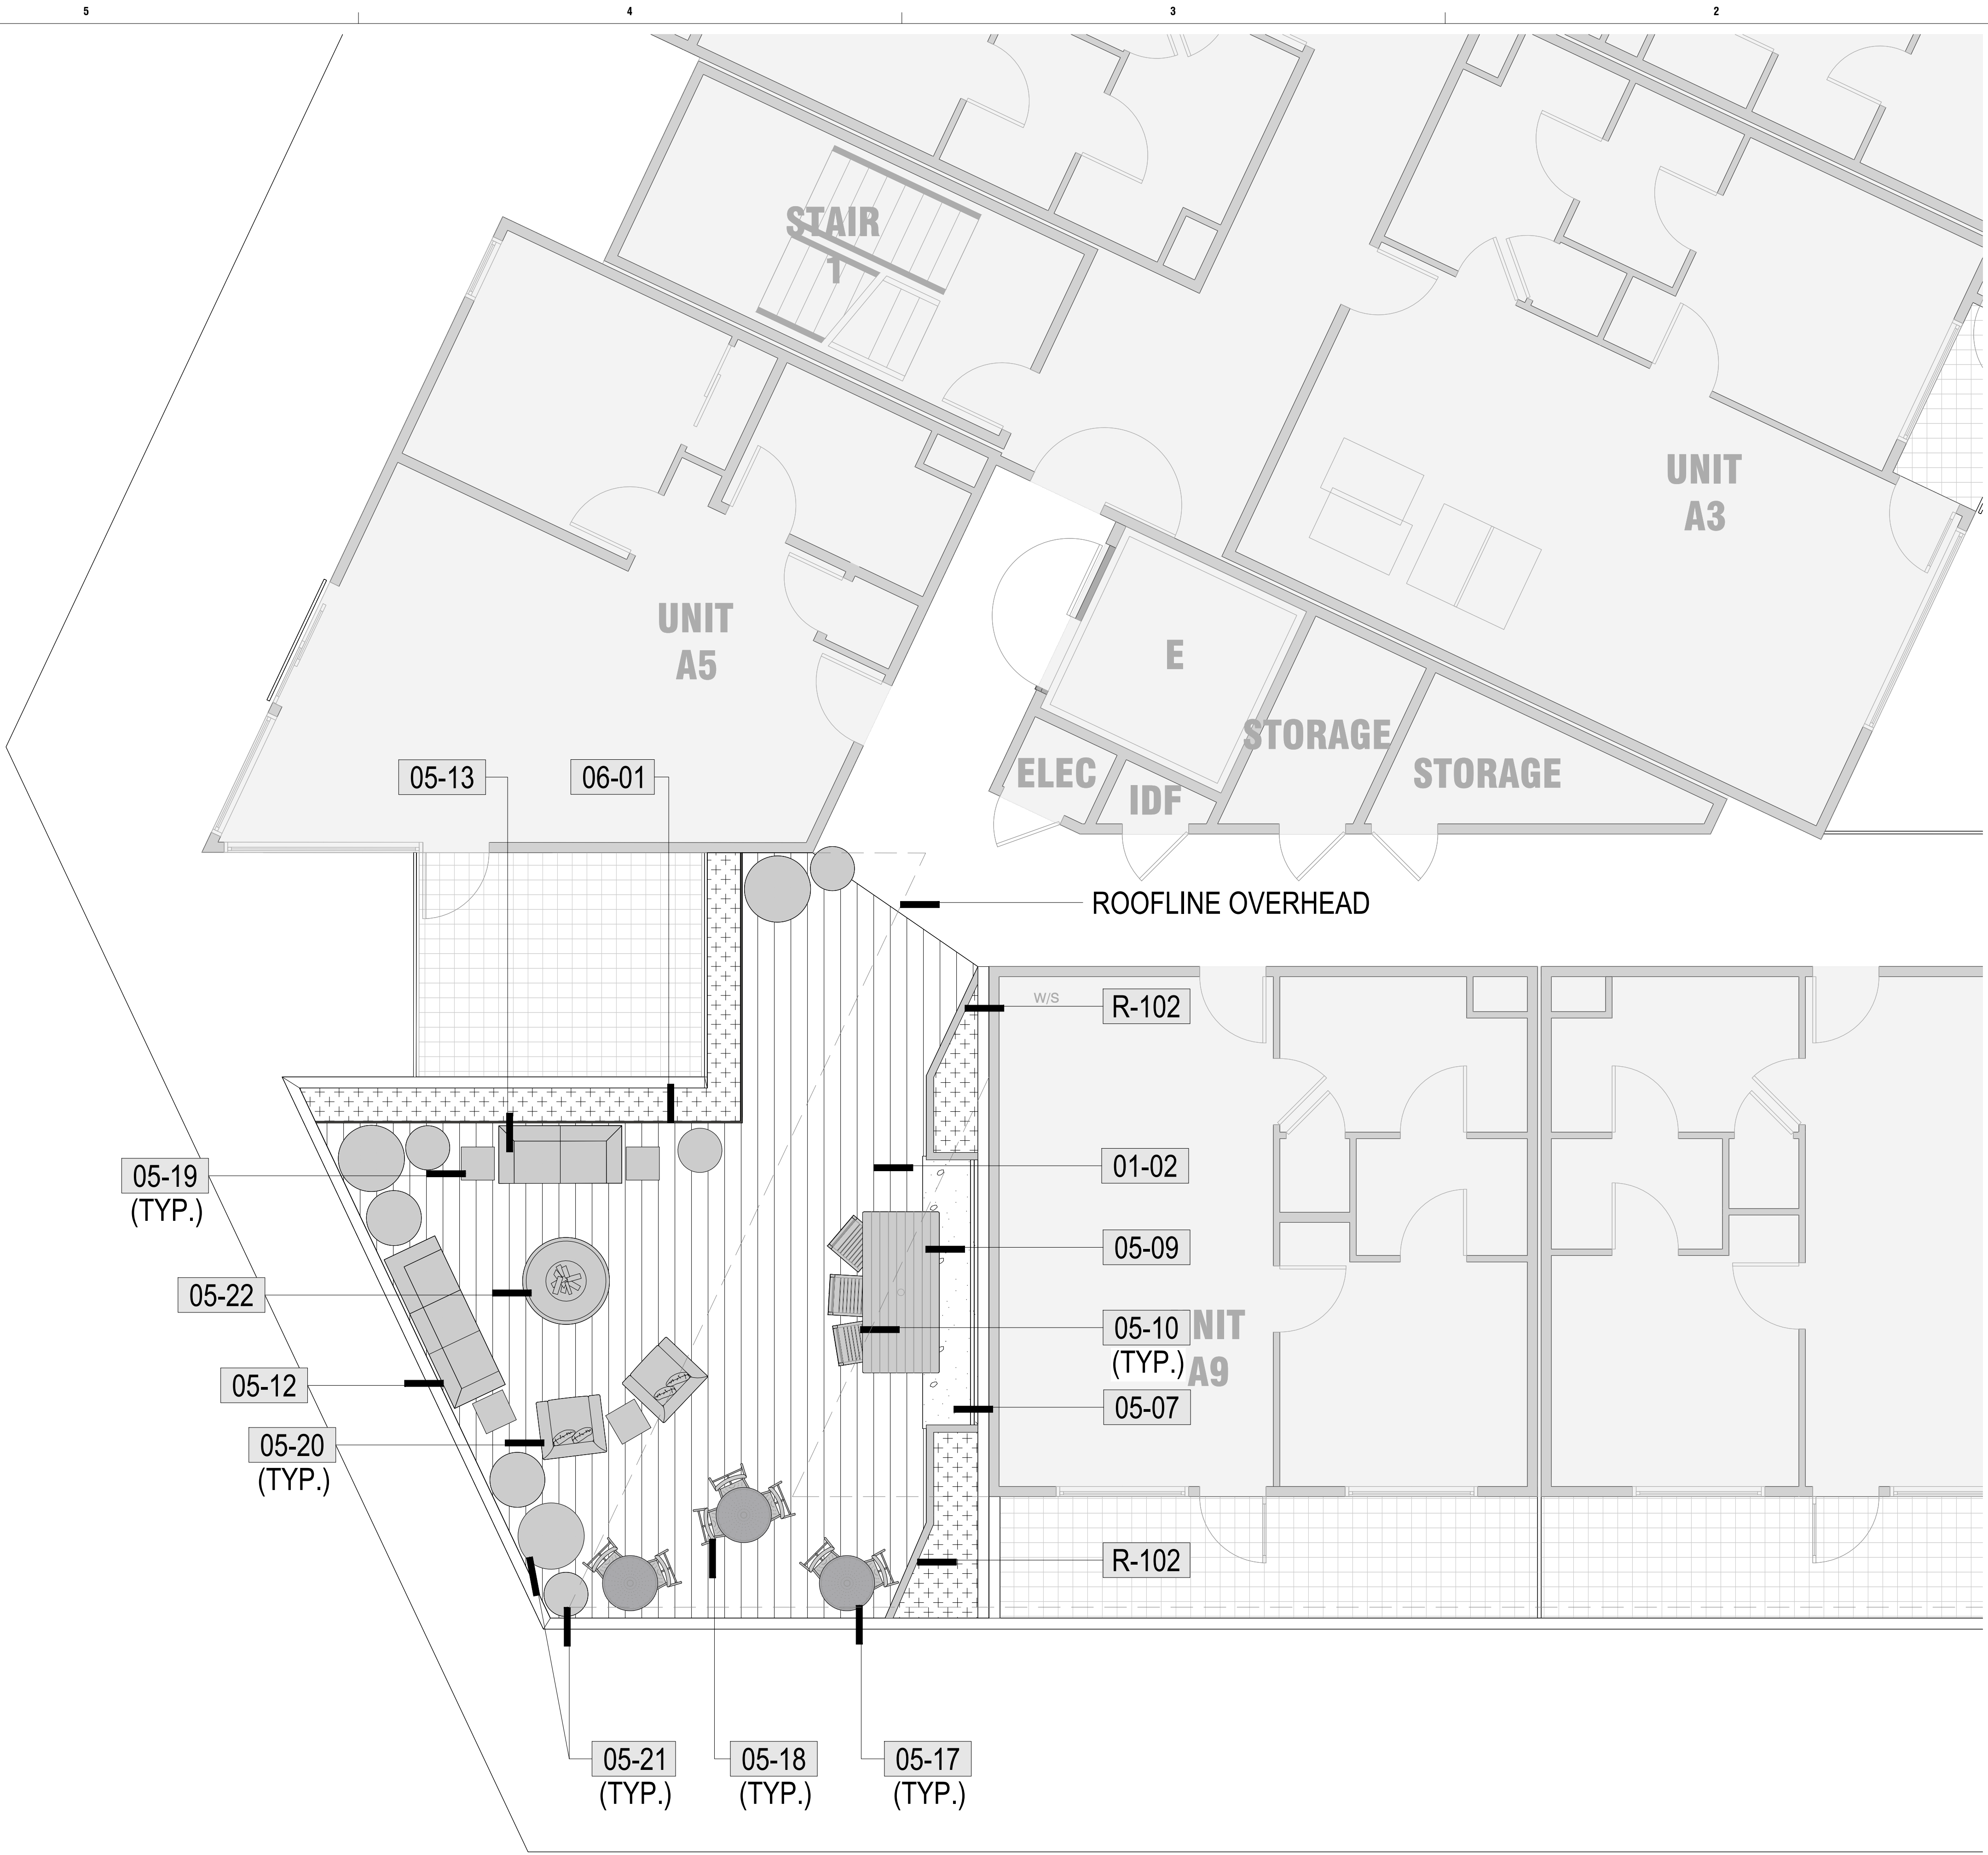 5
4
3
2
STAIR
1
UNIT
A3
UNIT
A5
E
STORAGE
STORAGE
ELEC
IDF
05-13
06-01
ROOFLINE OVERHEAD
W/S
R-102
01-02
05-19
(TYP.)
05-09
05-22
05-10
(TYP.)
NIT
A9
05-12
05-07
05-20
(TYP.)
R-102
05-21
(TYP.)
05-18
(TYP.)
05-17
(TYP.)